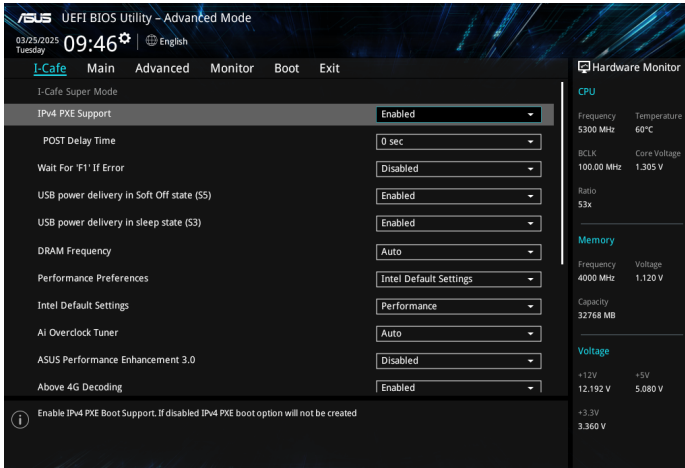 ASUS UEFI BIOS Utility – Advanced Mode
03/25/2025
Tuesday
09:46
English
I-Cafe Main Advanced Monitor Boot Exit
Hardware Monitor
I-Cafe Super Mode
IPv4 PXE Support Enabled
POST Delay Time 0 sec
Wait For 'F1' If Error Disabled
USB power delivery in Soft Off state (S5) Enabled
USB power delivery in sleep state (S3) Enabled
DRAM Frequency Auto
Performance Preferences Intel Default Settings
Intel Default Settings Performance
Ai Overclock Tuner Auto
ASUS Performance Enhancement 3.0 Disabled
Above 4G Decoding Enabled
Enable IPv4 PXE Boot Support. If disabled IPv4 PXE boot option will not be created
CPU
Frequency Temperature
5300 MHz 60°C
BCLK Core Voltage
100.00 MHz 1.305 V
Ratio
53x
Memory
Frequency Voltage
4000 MHz 1.120 V
Capacity
32768 MB
Voltage
+12V +5V
12.192 V 5.080 V
+3.3V
3.360 V